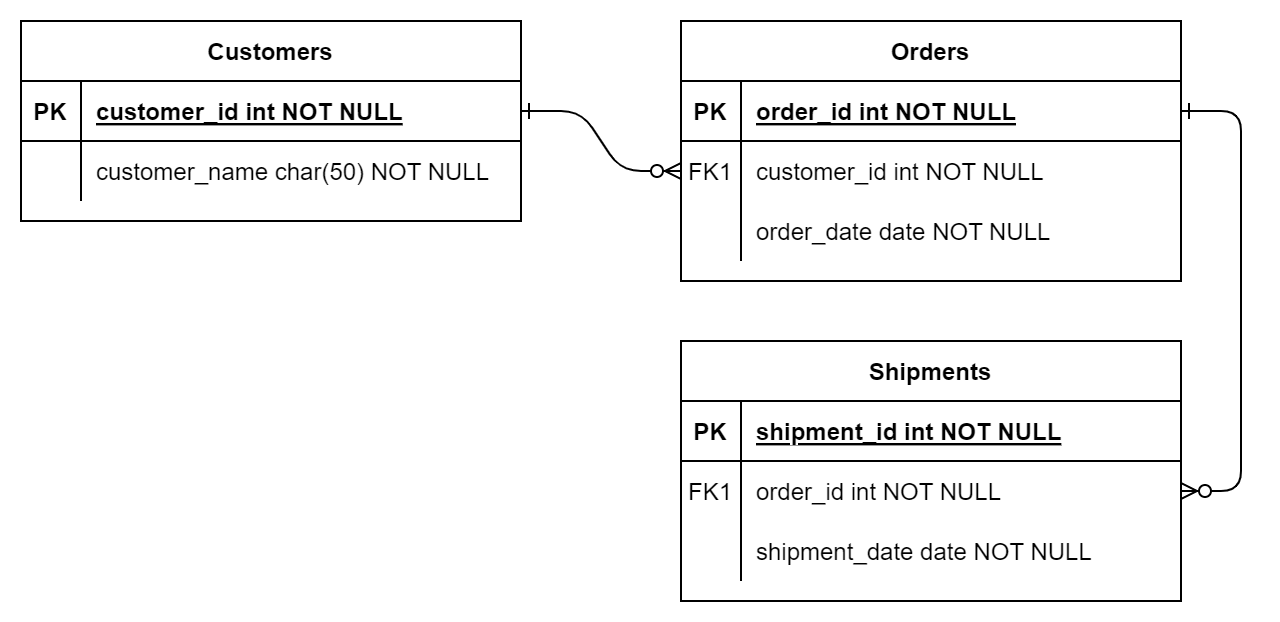 Customers
PK customer_id int NOT NULL
customer_name char(50) NOT NULL
Orders
PK order_id int NOT NULL
FK1 customer_id int NOT NULL
order_date date NOT NULL
Shipments
PK shipment_id int NOT NULL
FK1 order_id int NOT NULL
shipment_date date NOT NULL